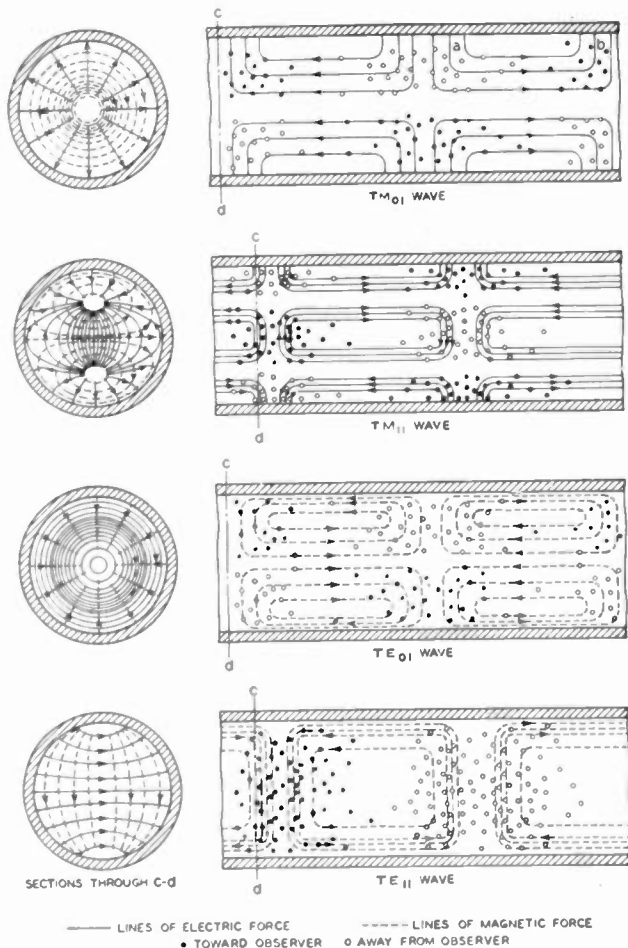 c
a
b
d
TM01 WAVE
c
d
TM11 WAVE
c
d
TE01 WAVE
c
d
SECTIONS THROUGH C-d
TE11 WAVE
LINES OF ELECTRIC FORCE
LINES OF MAGNETIC FORCE
• TOWARD OBSERVER o AWAY FROM OBSERVER